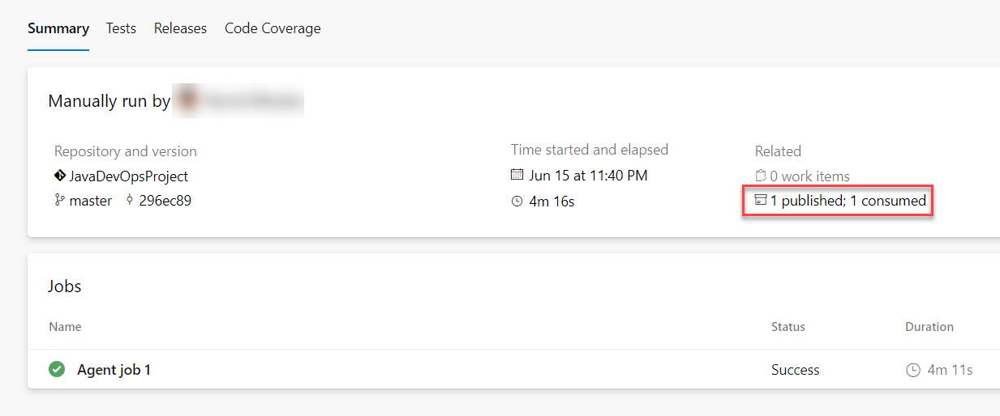 Summary Tests Releases Code Coverage
Manually run by
Repository and version
JavaDevOpsProject
master 296ec89
Time started and elapsed
Jun 15 at 11:40 PM
4m 16s
Related
0 work items
1 published; 1 consumed
Jobs
Name Status Duration
Agent job 1 Success 4m 11s